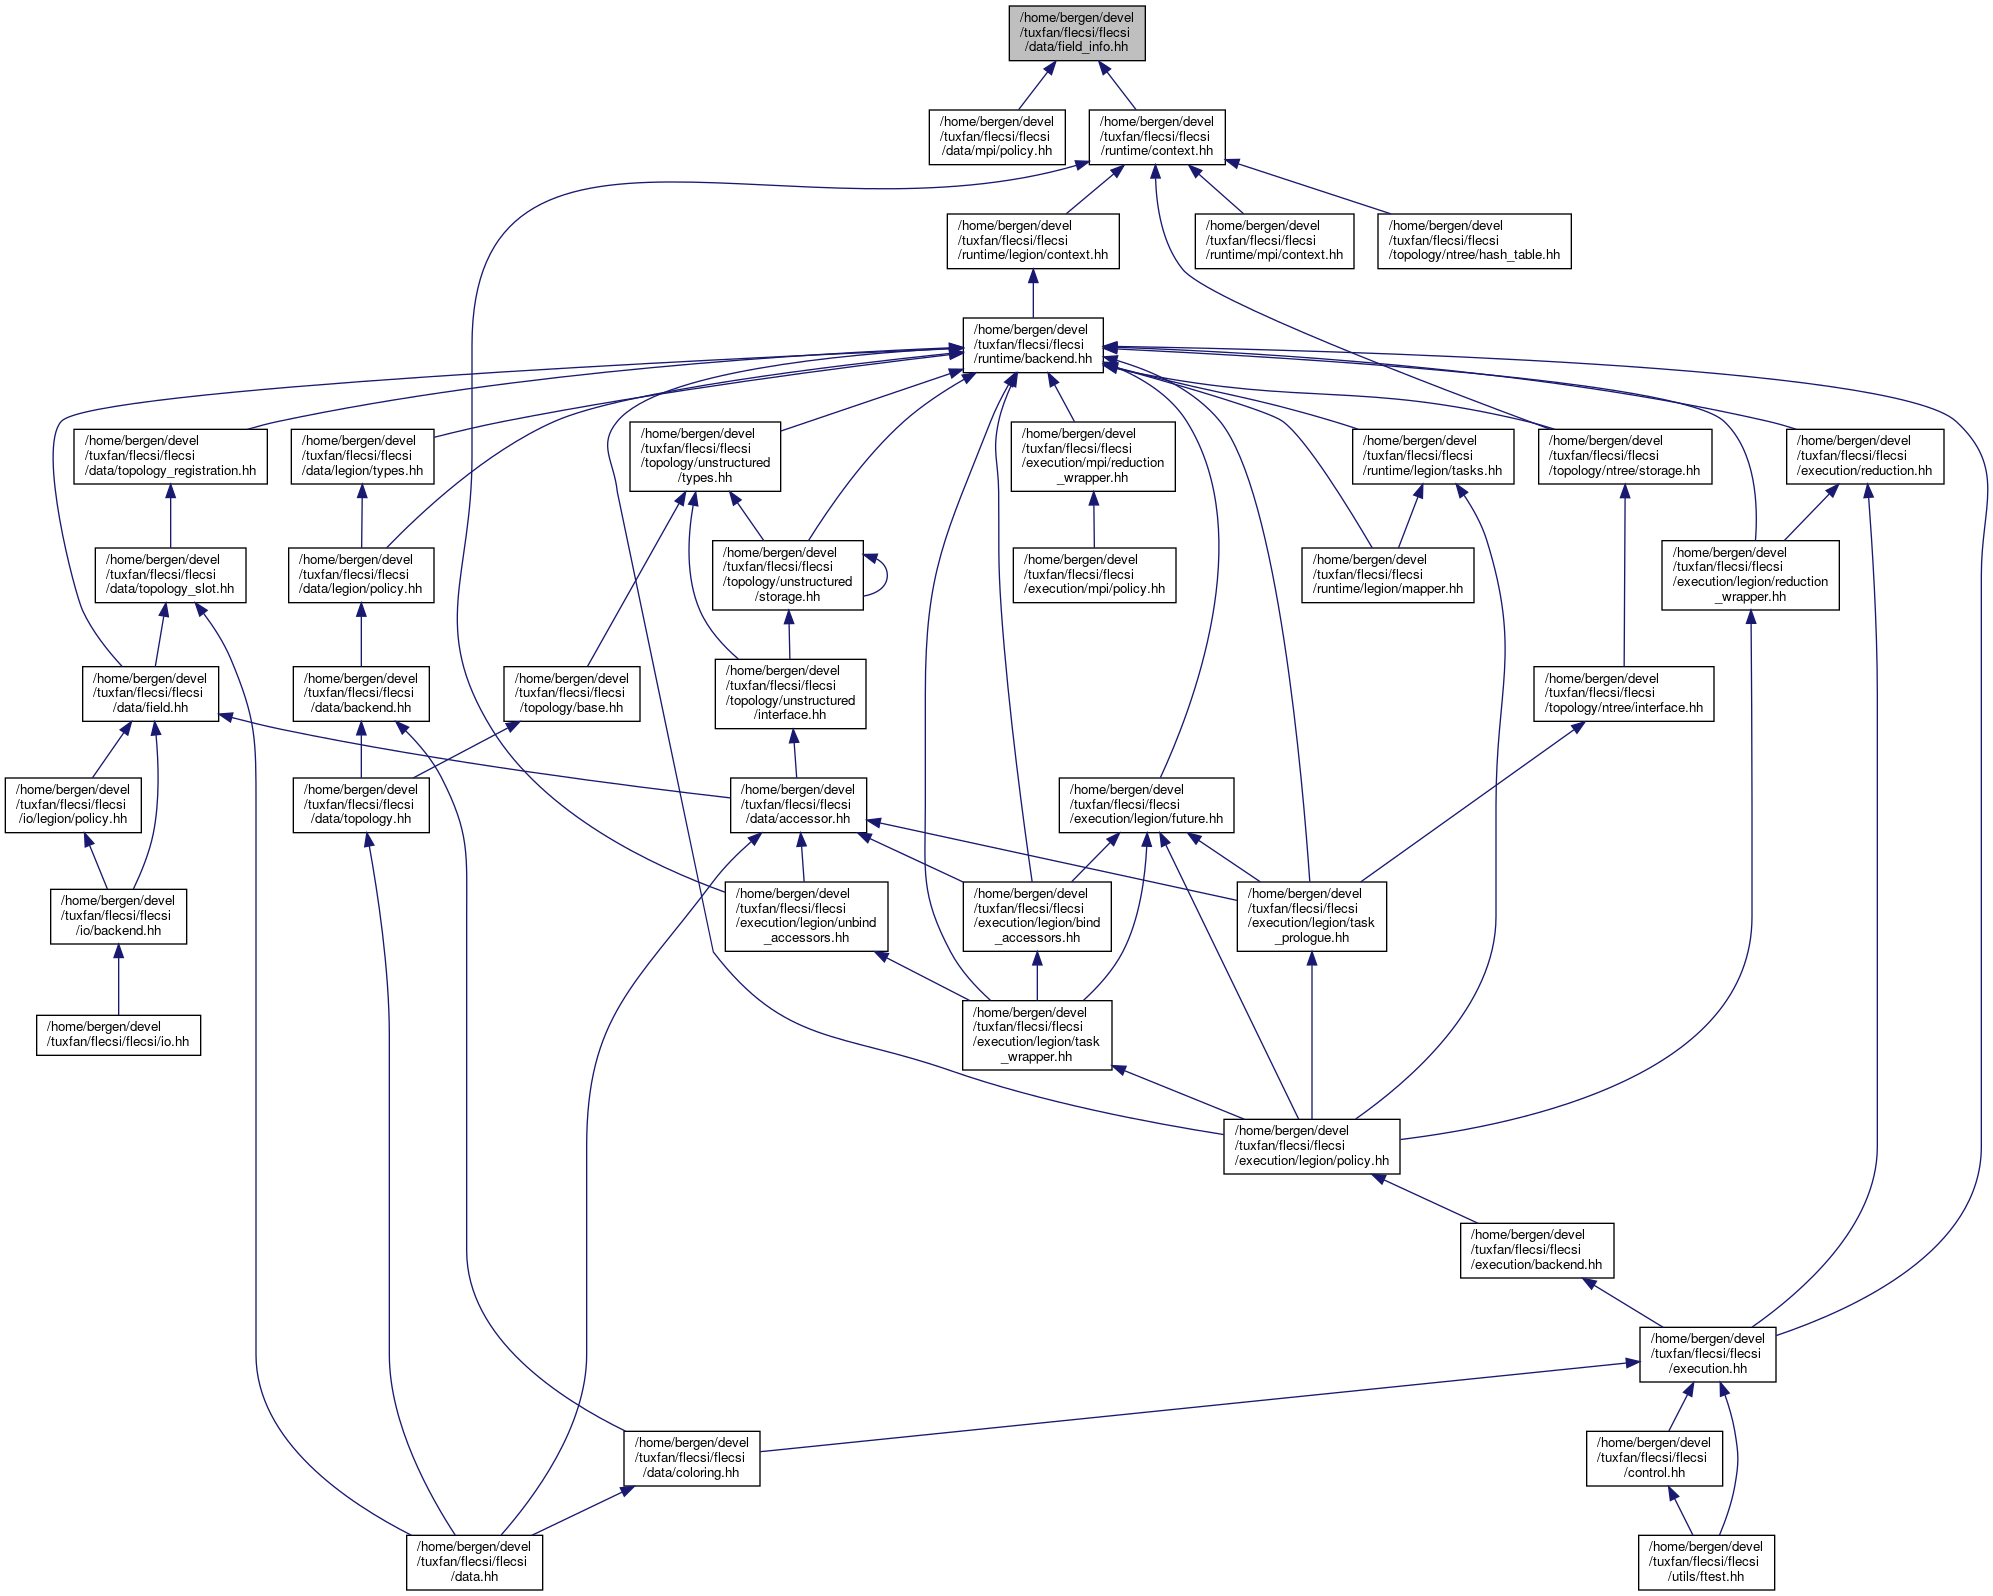 /home/bergen/devel
/tuxfan/flecsi/flecsi
/data/field_info.hh
/home/bergen/devel
/tuxfan/flecsi/flecsi
/data/mpi/policy.hh
/home/bergen/devel
/tuxfan/flecsi/flecsi
/runtime/context.hh
/home/bergen/devel
/tuxfan/flecsi/flecsi
/runtime/legion/context.hh
/home/bergen/devel
/tuxfan/flecsi/flecsi
/runtime/mpi/context.hh
/home/bergen/devel
/tuxfan/flecsi/flecsi
/topology/ntree/hash_table.hh
/home/bergen/devel
/tuxfan/flecsi/flecsi
/runtime/backend.hh
/home/bergen/devel
/tuxfan/flecsi/flecsi
/data/topology_registration.hh
/home/bergen/devel
/tuxfan/flecsi/flecsi
/data/legion/types.hh
/home/bergen/devel
/tuxfan/flecsi/flecsi
/topology/unstructured
/types.hh
/home/bergen/devel
/tuxfan/flecsi/flecsi
/execution/mpi/reduction
_wrapper.hh
/home/bergen/devel
/tuxfan/flecsi/flecsi
/runtime/legion/tasks.hh
/home/bergen/devel
/tuxfan/flecsi/flecsi
/topology/ntree/storage.hh
/home/bergen/devel
/tuxfan/flecsi/flecsi
/execution/reduction.hh
/home/bergen/devel
/tuxfan/flecsi/flecsi
/data/topology_slot.hh
/home/bergen/devel
/tuxfan/flecsi/flecsi
/data/legion/policy.hh
/home/bergen/devel
/tuxfan/flecsi/flecsi
/topology/unstructured
/storage.hh
/home/bergen/devel
/tuxfan/flecsi/flecsi
/execution/mpi/policy.hh
/home/bergen/devel
/tuxfan/flecsi/flecsi
/runtime/legion/mapper.hh
/home/bergen/devel
/tuxfan/flecsi/flecsi
/execution/legion/reduction
_wrapper.hh
/home/bergen/devel
/tuxfan/flecsi/flecsi
/data/field.hh
/home/bergen/devel
/tuxfan/flecsi/flecsi
/data/backend.hh
/home/bergen/devel
/tuxfan/flecsi/flecsi
/topology/base.hh
/home/bergen/devel
/tuxfan/flecsi/flecsi
/topology/unstructured
/interface.hh
/home/bergen/devel
/tuxfan/flecsi/flecsi
/topology/ntree/interface.hh
/home/bergen/devel
/tuxfan/flecsi/flecsi
/io/legion/policy.hh
/home/bergen/devel
/tuxfan/flecsi/flecsi
/data/topology.hh
/home/bergen/devel
/tuxfan/flecsi/flecsi
/data/accessor.hh
/home/bergen/devel
/tuxfan/flecsi/flecsi
/execution/legion/future.hh
/home/bergen/devel
/tuxfan/flecsi/flecsi
/io/backend.hh
/home/bergen/devel
/tuxfan/flecsi/flecsi
/execution/legion/unbind
_accessors.hh
/home/bergen/devel
/tuxfan/flecsi/flecsi
/execution/legion/bind
_accessors.hh
/home/bergen/devel
/tuxfan/flecsi/flecsi
/execution/legion/task
_prologue.hh
/home/bergen/devel
/tuxfan/flecsi/flecsi/io.hh
/home/bergen/devel
/tuxfan/flecsi/flecsi
/execution/legion/task
_wrapper.hh
/home/bergen/devel
/tuxfan/flecsi/flecsi
/execution/legion/policy.hh
/home/bergen/devel
/tuxfan/flecsi/flecsi
/execution/backend.hh
/home/bergen/devel
/tuxfan/flecsi/flecsi
/execution.hh
/home/bergen/devel
/tuxfan/flecsi/flecsi
/data/coloring.hh
/home/bergen/devel
/tuxfan/flecsi/flecsi
/control.hh
/home/bergen/devel
/tuxfan/flecsi/flecsi
/data.hh
/home/bergen/devel
/tuxfan/flecsi/flecsi
/utils/ftest.hh